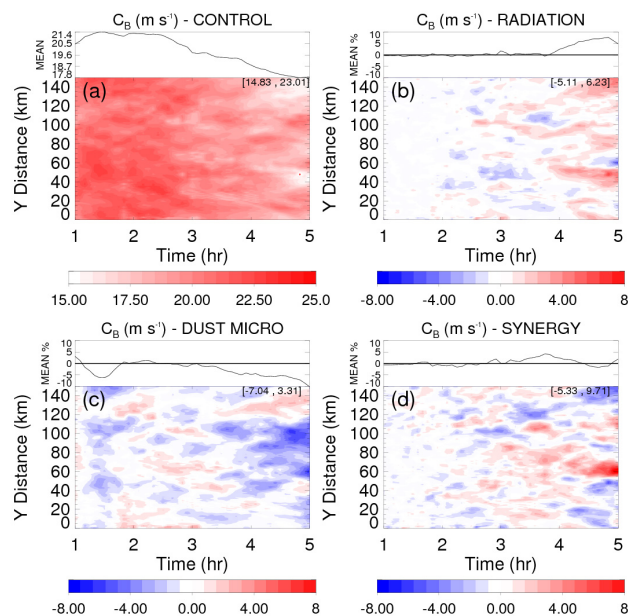 C_B (m s⁻¹) - CONTROL
MEAN
21.4
20.5
19.6
18.7
17.8
(a)
[14.83 , 23.01]
Y Distance (km)
140
120
100
80
60
40
20
0
1 2 3 4 5
Time (hr)
15.00 17.50 20.00 22.50 25.0
C_B (m s⁻¹) - RADIATION
MEAN %
10
5
0
-5
-10
(b)
[-5.11 , 6.23]
Y Distance (km)
140
120
100
80
60
40
20
0
1 2 3 4 5
Time (hr)
-8.00 -4.00 0.00 4.00 8
C_B (m s⁻¹) - DUST MICRO
MEAN %
10
5
0
-5
-10
(c)
[-7.04 , 3.31]
Y Distance (km)
140
120
100
80
60
40
20
0
1 2 3 4 5
Time (hr)
-8.00 -4.00 0.00 4.00 8
C_B (m s⁻¹) - SYNERGY
MEAN %
10
5
0
-5
-10
(d)
[-5.33 , 9.71]
Y Distance (km)
140
120
100
80
60
40
20
0
1 2 3 4 5
Time (hr)
-8.00 -4.00 0.00 4.00 8